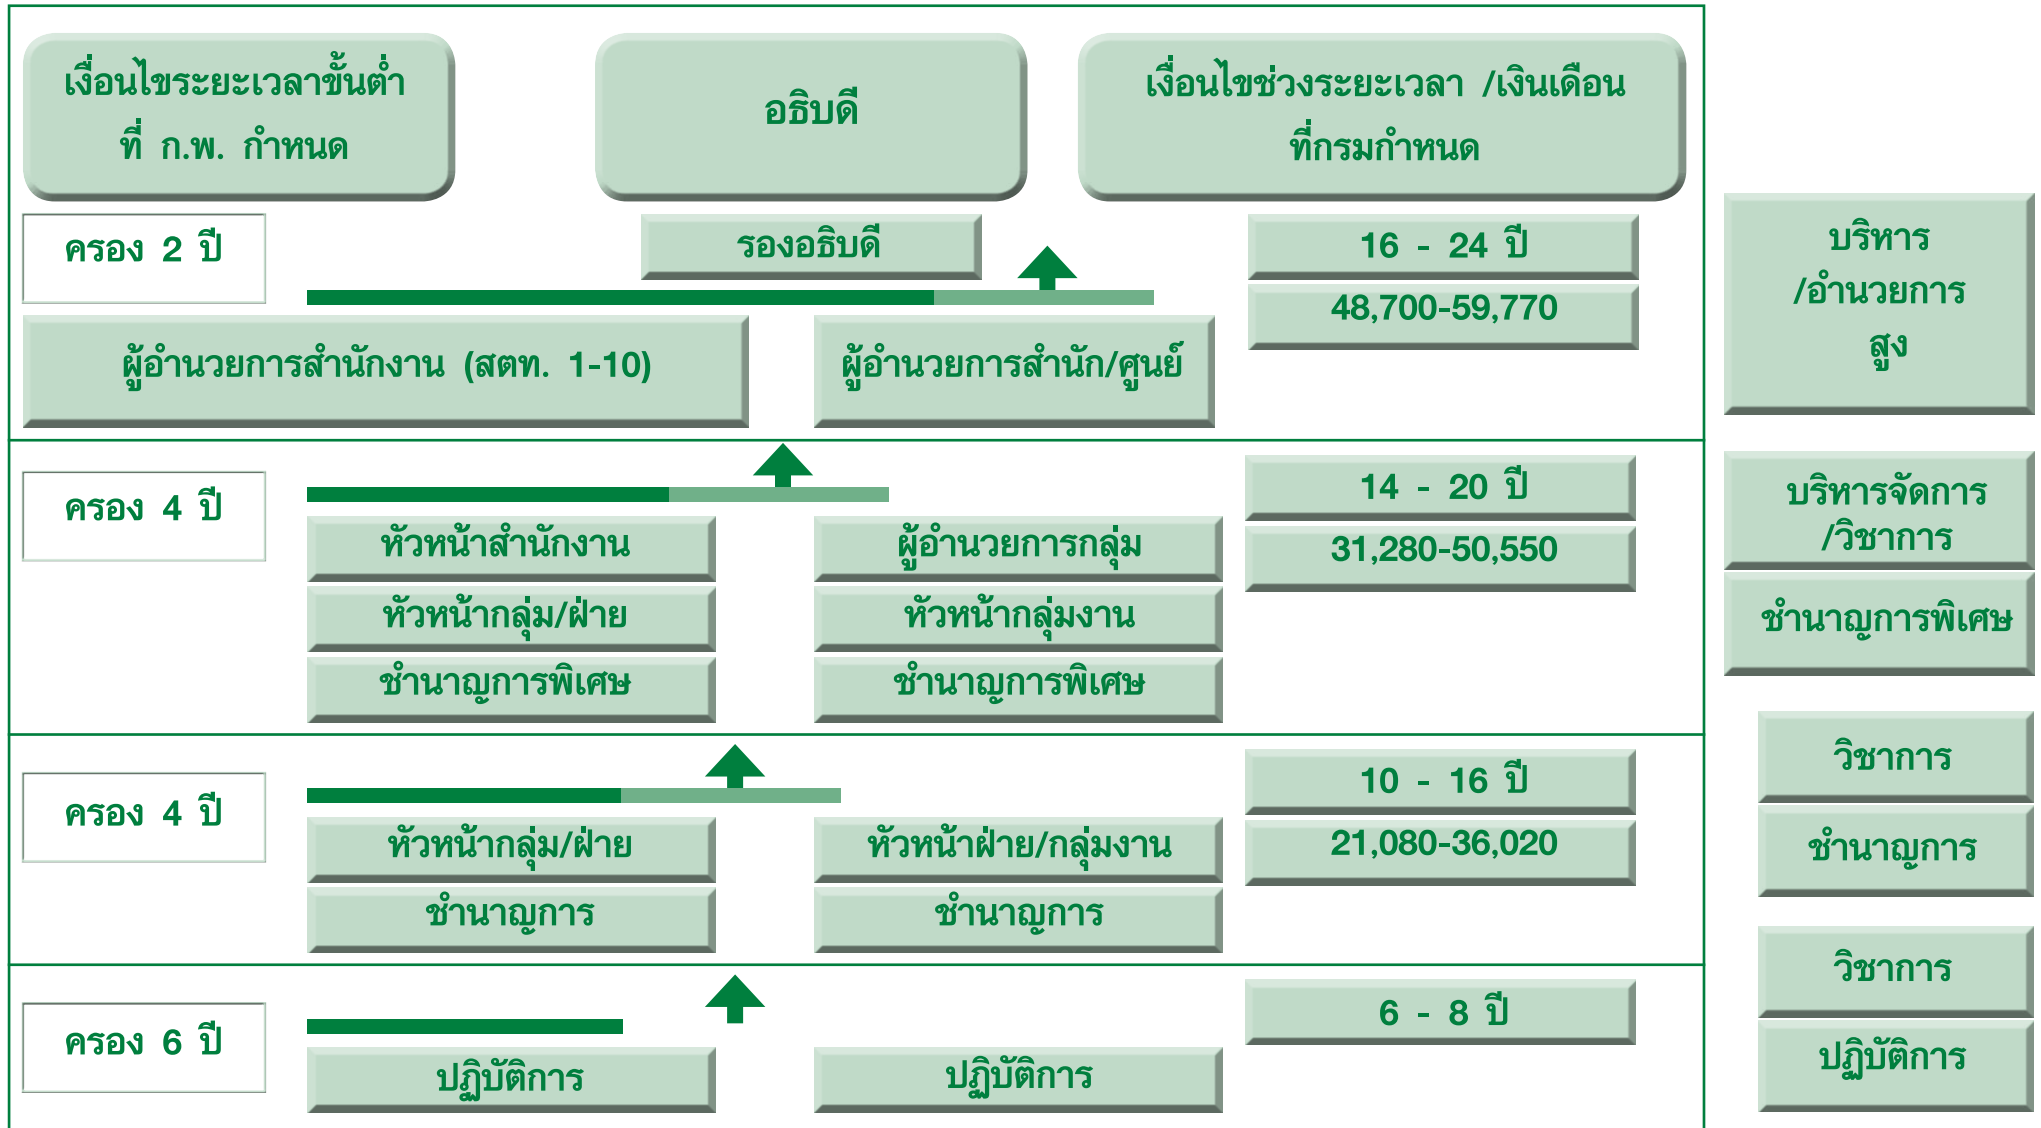 เงื่อนไขระยะเวลาขั้นต่ำ
ที่ ก.พ. กำหนด
อธิบดี
เงื่อนไขช่วงระยะเวลา /เงินเดือน
ที่กรมกำหนด
ครอง 2 ปี
รองอธิบดี
16 - 24 ปี
48,700-59,770
ผู้อำนวยการสำนักงาน (สตท. 1-10)
ผู้อำนวยการสำนัก/ศูนย์
บริหาร
/อำนวยการ
สูง
ครอง 4 ปี
14 - 20 ปี
31,280-50,550
หัวหน้าสำนักงาน
ผู้อำนวยการกลุ่ม
หัวหน้ากลุ่ม/ฝ่าย
หัวหน้ากลุ่มงาน
ชำนาญการพิเศษ
ชำนาญการพิเศษ
บริหารจัดการ
/วิชาการ
ชำนาญการพิเศษ
ครอง 4 ปี
10 - 16 ปี
21,080-36,020
หัวหน้ากลุ่ม/ฝ่าย
หัวหน้าฝ่าย/กลุ่มงาน
ชำนาญการ
ชำนาญการ
วิชาการ
ชำนาญการ
ครอง 6 ปี
6 - 8 ปี
ปฏิบัติการ
ปฏิบัติการ
วิชาการ
ปฏิบัติการ